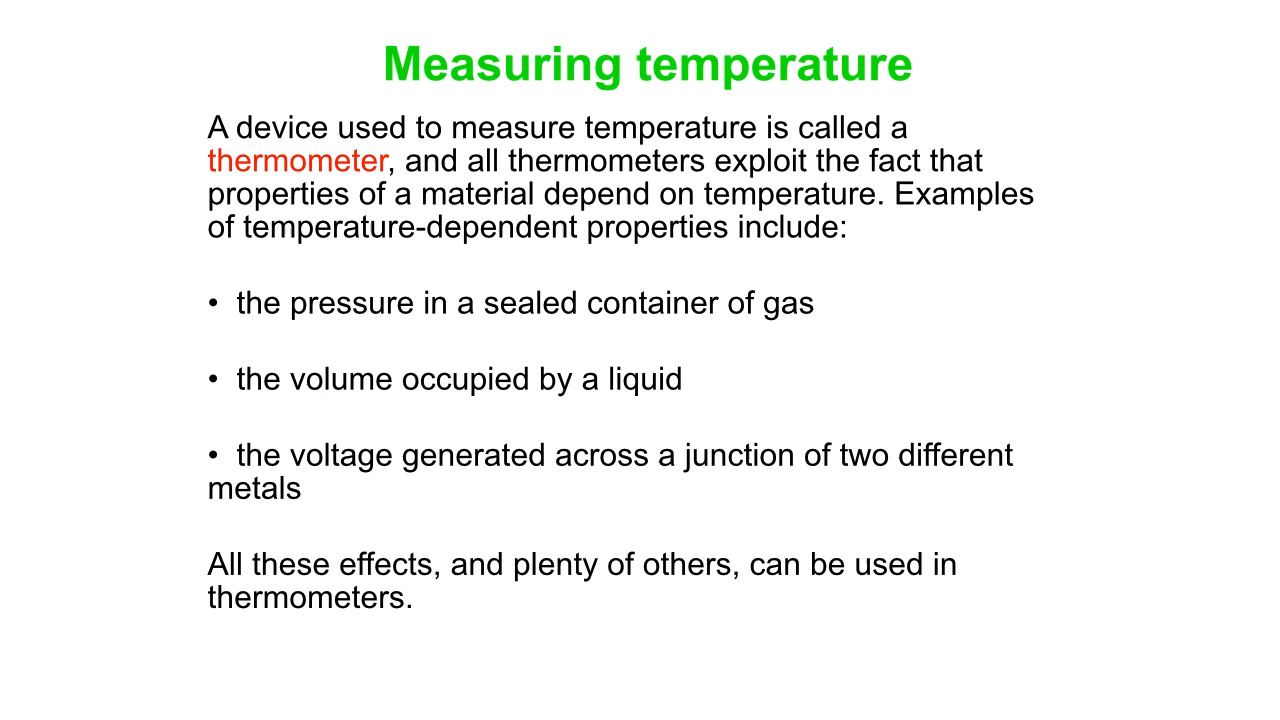 Measuring temperature
A device used to measure temperature is called a
thermometer, and all thermometers exploit the fact that
properties of a material depend on temperature. Examples
of temperature-dependent properties include:
• the pressure in a sealed container of gas
• the volume occupied by a liquid
• the voltage generated across a junction of two different
metals
All these effects, and plenty of others, can be used in
thermometers.